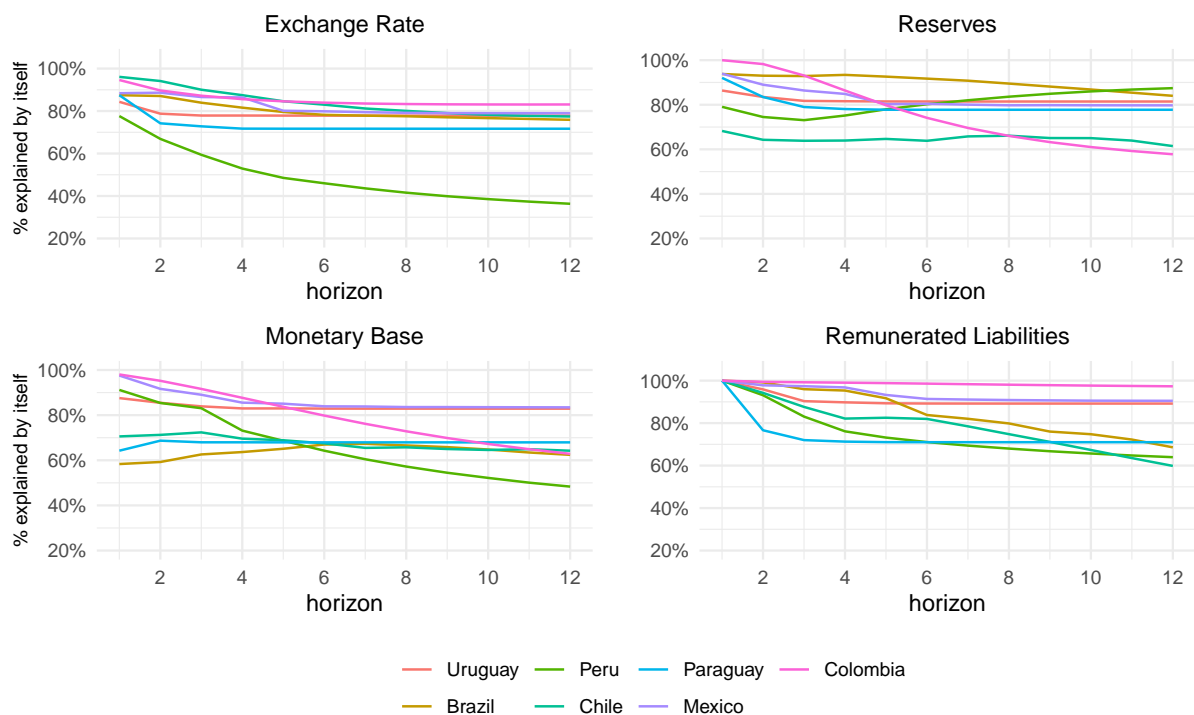 Exchange Rate
% explained by itself
100%
80%
60%
40%
20%
2 4 6 8 10 12
horizon
Reserves
100%
80%
60%
40%
20%
2 4 6 8 10 12
horizon
Monetary Base
% explained by itself
100%
80%
60%
40%
20%
2 4 6 8 10 12
horizon
Remunerated Liabilities
100%
80%
60%
40%
20%
2 4 6 8 10 12
horizon
Uruguay Peru Paraguay Colombia
Brazil Chile Mexico